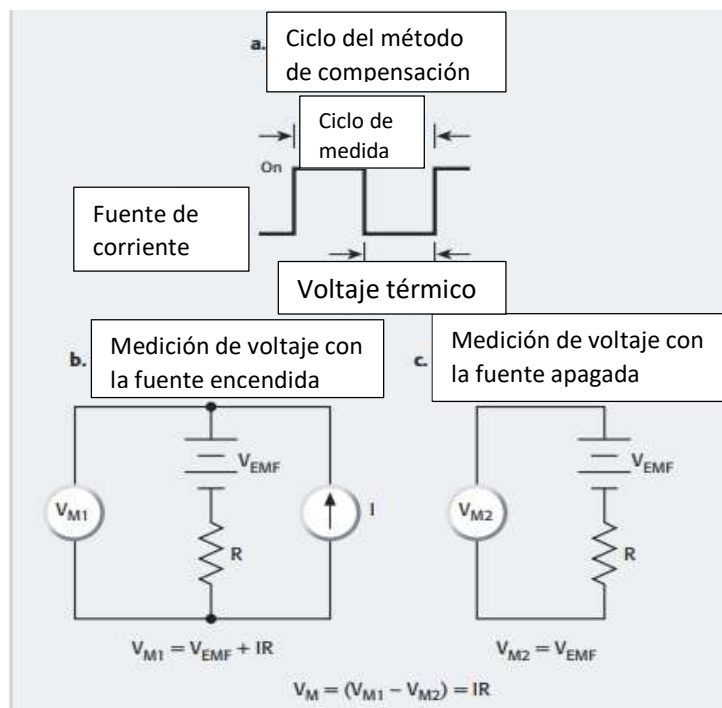 a. Ciclo del método
de compensación
Ciclo de
medida
On
Fuente de
corriente
Voltaje térmico
b. Medición de voltaje con
la fuente encendida
c. Medición de voltaje con
la fuente apagada
V_EMF
V_M1
I
R
V_EMF
V_M2
R
V_M1 = V_EMF + IR
V_M2 = V_EMF
V_M = (V_M1 – V_M2) = IR